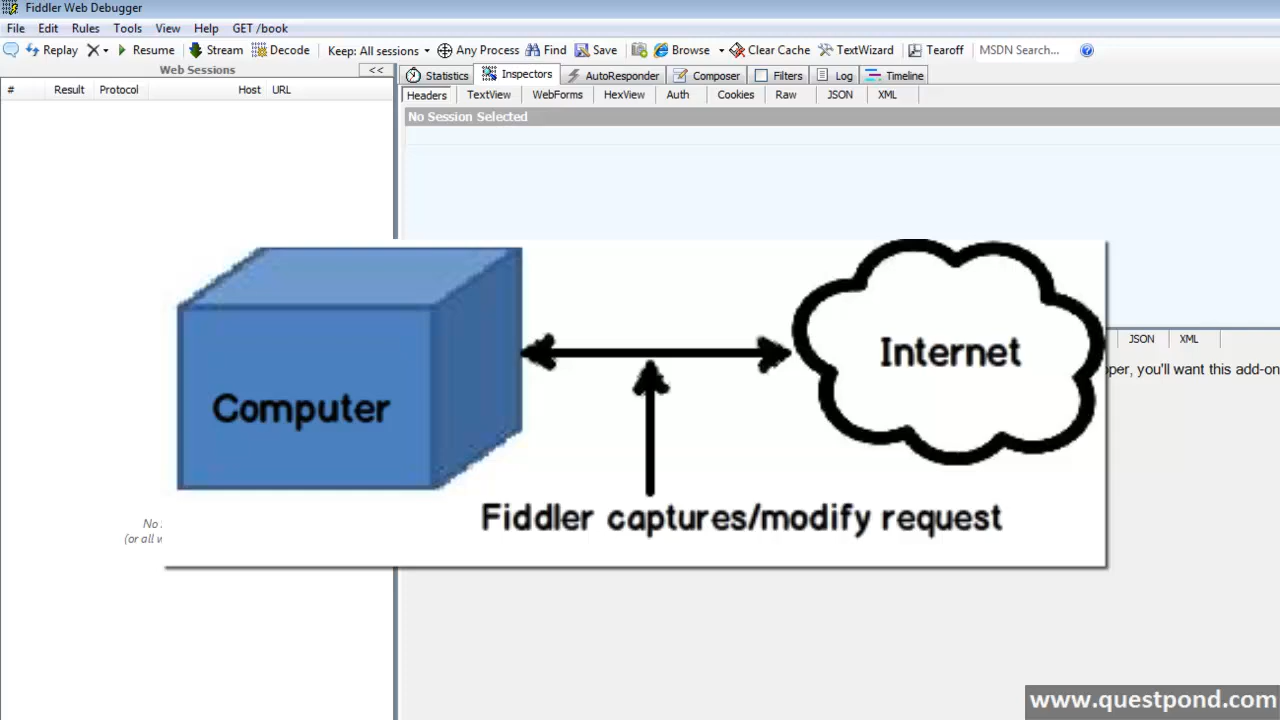 Fiddler Web Debugger
File Edit Rules Tools View Help GET /book
Replay Resume Stream Decode Keep: All sessions Any Process Find Save Browse Clear Cache TextWizard Tearoff MSDN Search...
Web Sessions <<
Statistics Inspectors AutoResponder Composer Filters Log Timeline
# Result Protocol Host URL
Headers TextView WebForms HexView Auth Cookies Raw JSON XML
No Session Selected
JSON XML
you'll want this add-on
Computer
Internet
Fiddler captures/modify request
No
(or all
www.questpond.com